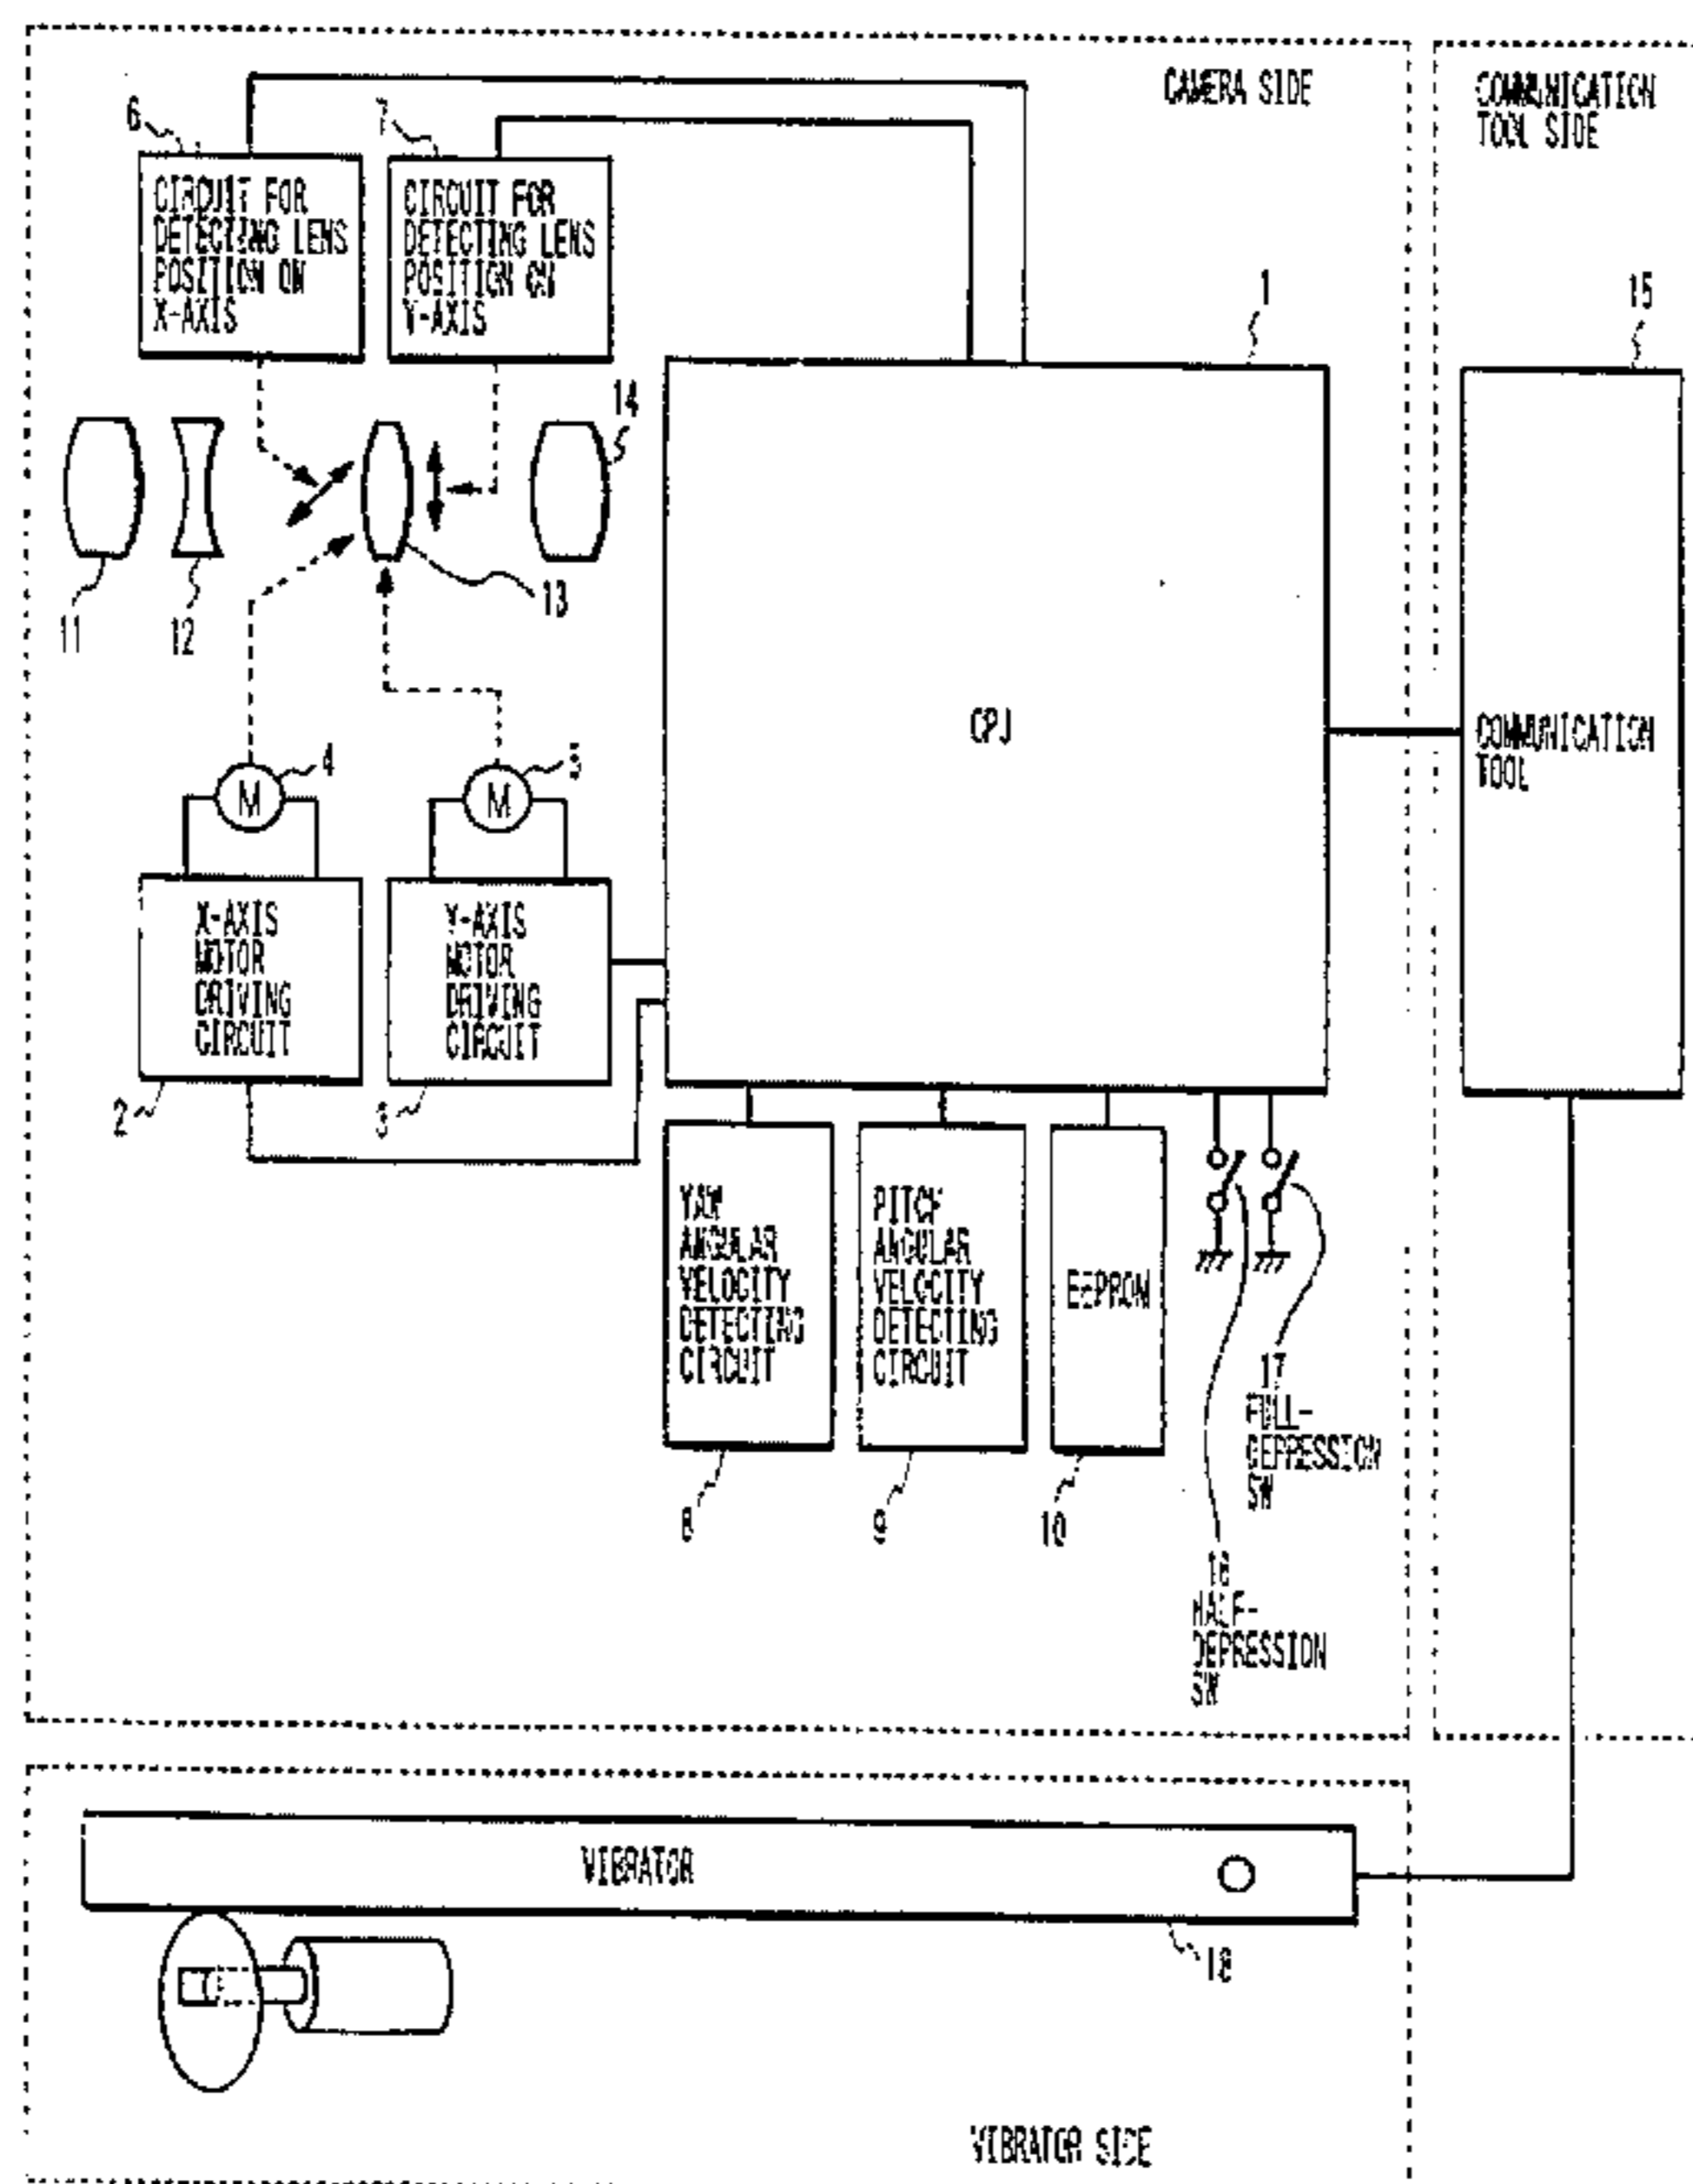 CAMERA SIDE
COMMUNICATION
TOOL SIDE
6
7
CIRCUIT FOR
DETECTING LENS
POSITION ON
X-AXIS
CIRCUIT FOR
DETECTING LENS
POSITION ON
Y-AXIS
1
15
14
11
12
13
CPU
COMMUNICATION
TOOL
4
5
M
M
X-AXIS
MOTOR
DRIVING
CIRCUIT
Y-AXIS
MOTOR
DRIVING
CIRCUIT
2
3
YAW
ANGULAR
VELOCITY
DETECTING
CIRCUIT
PITCH
ANGULAR
VELOCITY
DETECTING
CIRCUIT
EEPROM
8
9
10
17
FULL-
DEPRESSION
SW
16
HALF-
DEPRESSION
SW
VIBRATOR
18
VIBRATOR SIDE